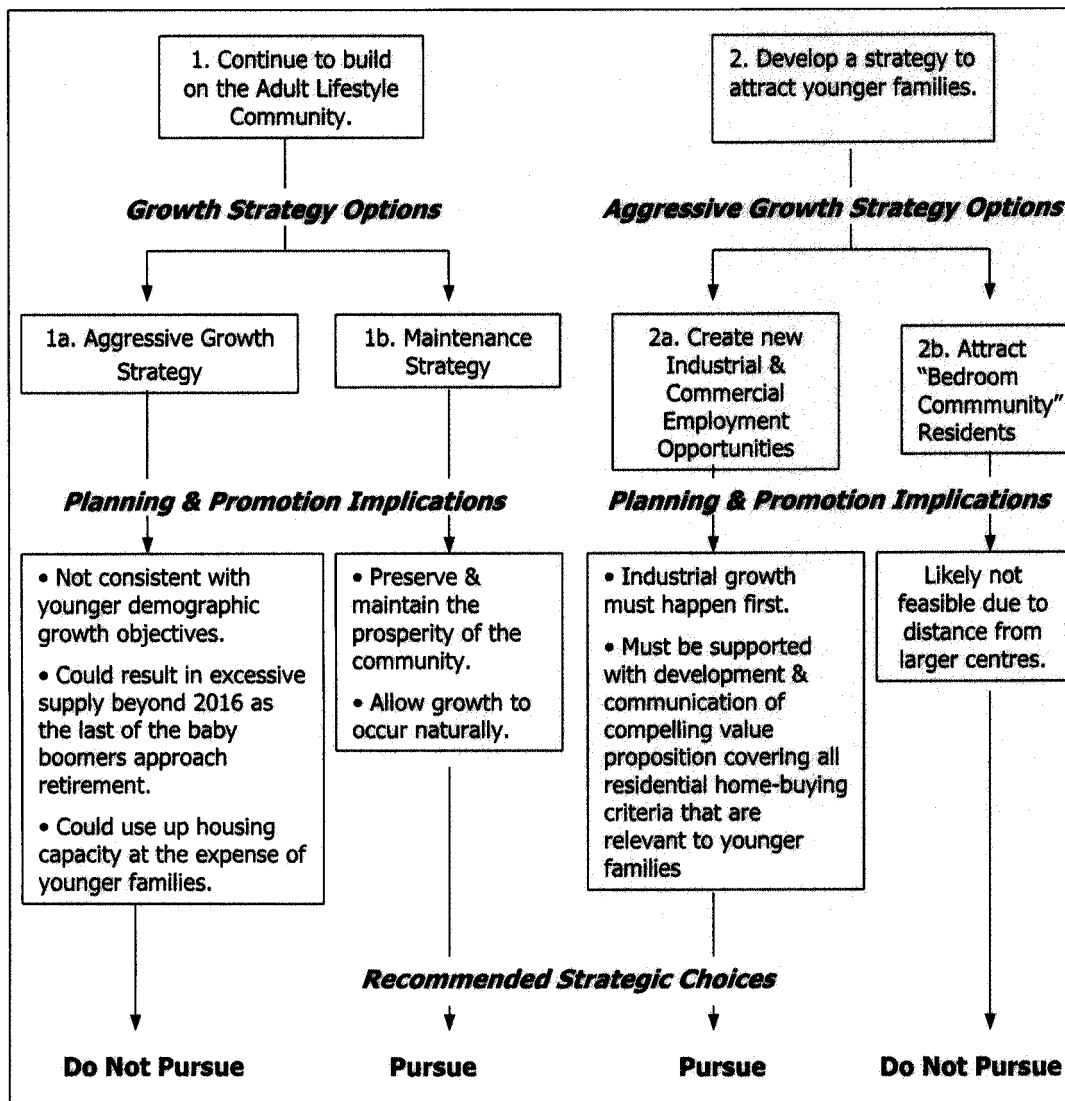 1. Continue to build
on the Adult Lifestyle
Community.
2. Develop a strategy to
attract younger families.
Growth Strategy Options
Aggressive Growth Strategy Options
1a. Aggressive Growth
Strategy
1b. Maintenance
Strategy
2a. Create new
Industrial &
Commercial
Employment
Opportunities
2b. Attract
“Bedroom
Commmunity”
Residents
Planning & Promotion Implications
Planning & Promotion Implications
• Not consistent with
younger demographic
growth objectives.
• Could result in excessive
supply beyond 2016 as
the last of the baby
boomers approach
retirement.
• Could use up housing
capacity at the expense of
younger families.
• Preserve &
maintain the
prosperity of the
community.
• Allow growth to
occur naturally.
• Industrial growth
must happen first.
• Must be supported
with development &
communication of
compelling value
proposition covering all
residential home-buying
criteria that are
relevant to younger
families
Likely not
feasible due to
distance from
larger centres.
Recommended Strategic Choices
Do Not Pursue
Pursue
Pursue
Do Not Pursue